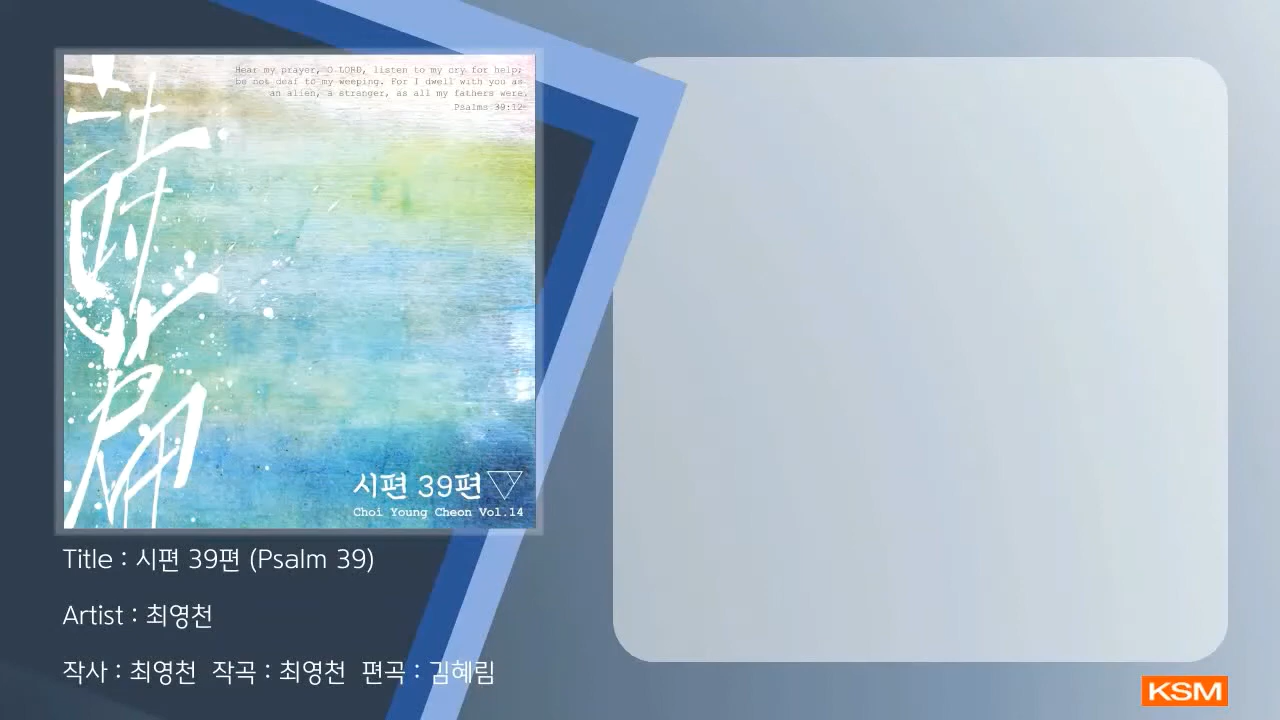 Hear my prayer, O LORD, listen to my cry for help;
be not deaf to my weeping. For I dwell with you as
an alien, a stranger, as all my fathers were.
Psalms 39:12
詩篇
시편 39편
Choi Young Cheon Vol.14
Title : 시편 39편 (Psalm 39)
Artist : 최영천
작사 : 최영천 작곡 : 최영천 편곡 : 김혜림
KSM